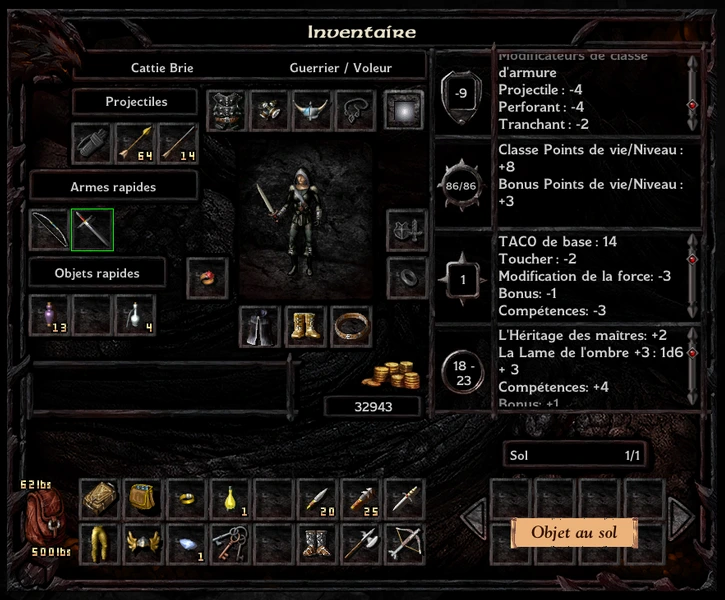 Inventaire
Cattie Brie
Guerrier / Voleur
Projectiles
64
14
Armes rapides
Objets rapides
13
4
-9
Modificateurs de classe
d'armure
Projectile : -4
Perforant : -4
Tranchant : -2
86/86
Classe Points de vie/Niveau :
+8
Bonus Points de vie/Niveau :
+3
1
TACO de base : 14
Toucher : -2
Modification de la force: -3
Bonus: -1
Compétences: -3
18 -
23
L'Héritage des maîtres: +2
La Lame de l'ombre +3 : 1d6
+ 3
Compétences: +4
Bonus: +1
32943
Sol
1/1
62lbs
500lbs
1
20
25
1
Objet au sol